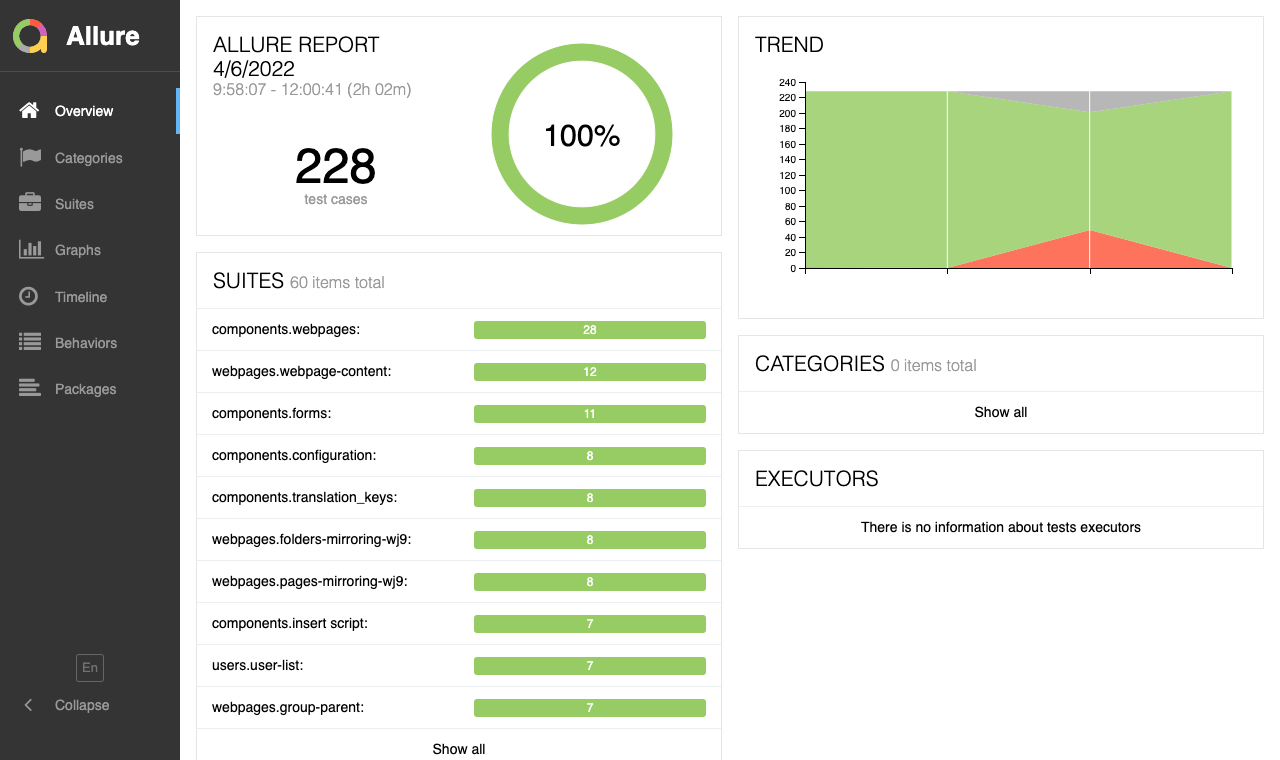 Allure
Overview
Categories
Suites
Graphs
Timeline
Behaviors
Packages
En
Collapse
ALLURE REPORT
4/6/2022
9:58:07 - 12:00:41 (2h 02m)
228
test cases
100%
SUITES 60 items total
components.webpages: 28
webpages.webpage-content: 12
components.forms: 11
components.configuration: 8
components.translation_keys: 8
webpages.folders-mirroring-wj9: 8
webpages.pages-mirroring-wj9: 8
components.insert script: 7
users.user-list: 7
webpages.group-parent: 7
Show all
TREND
240
220
200
180
160
140
120
100
80
60
40
20
0
CATEGORIES 0 items total
Show all
EXECUTORS
There is no information about tests executors